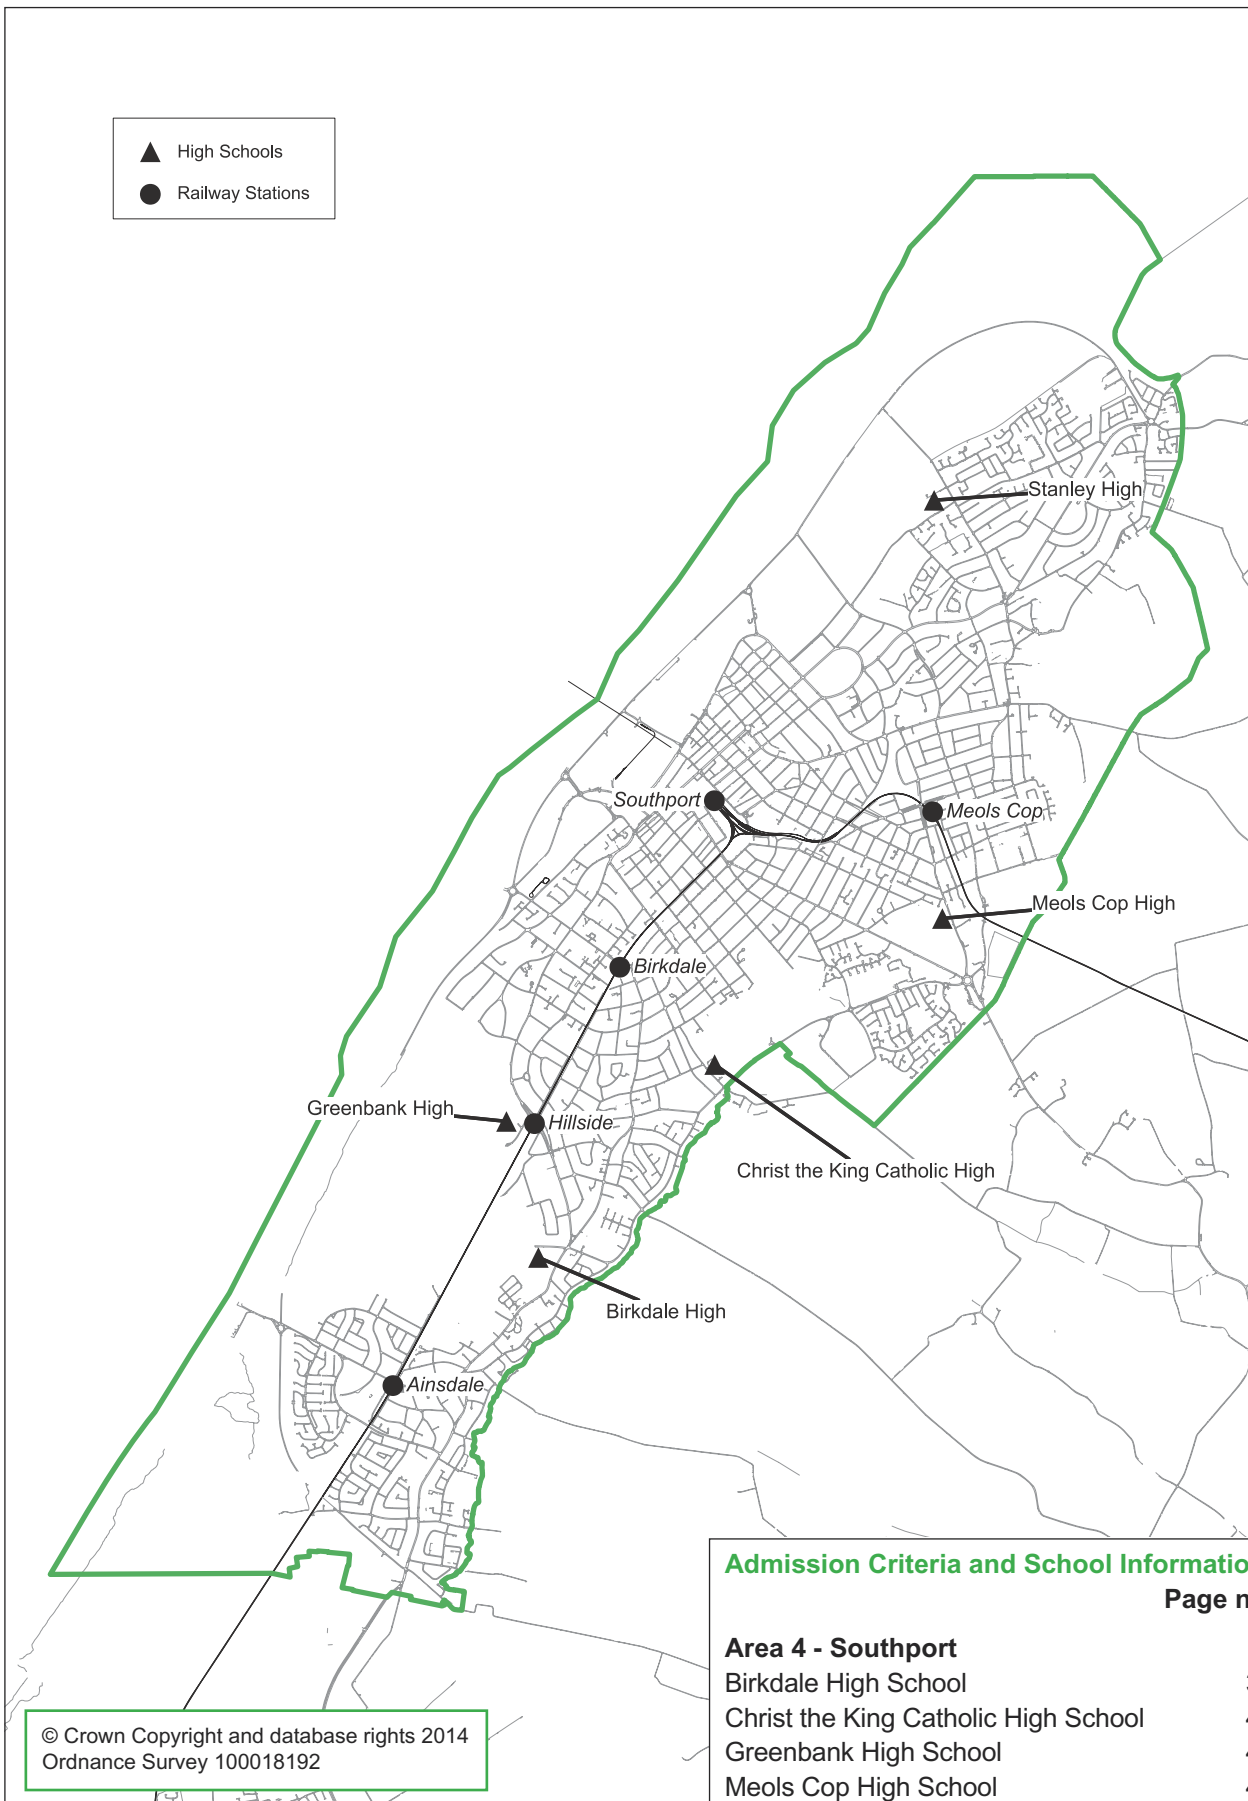 High Schools
Railway Stations
Stanley High
Southport
Meols Cop
Meols Cop High
Birkdale
Greenbank High
Hillside
Christ the King Catholic High
Birkdale High
Ainsdale
Admission Criteria and School Informatio
Page n
Area 4 - Southport
Birkdale High School
Christ the King Catholic High School
Greenbank High School
Meols Cop High School
© Crown Copyright and database rights 2014
Ordnance Survey 100018192